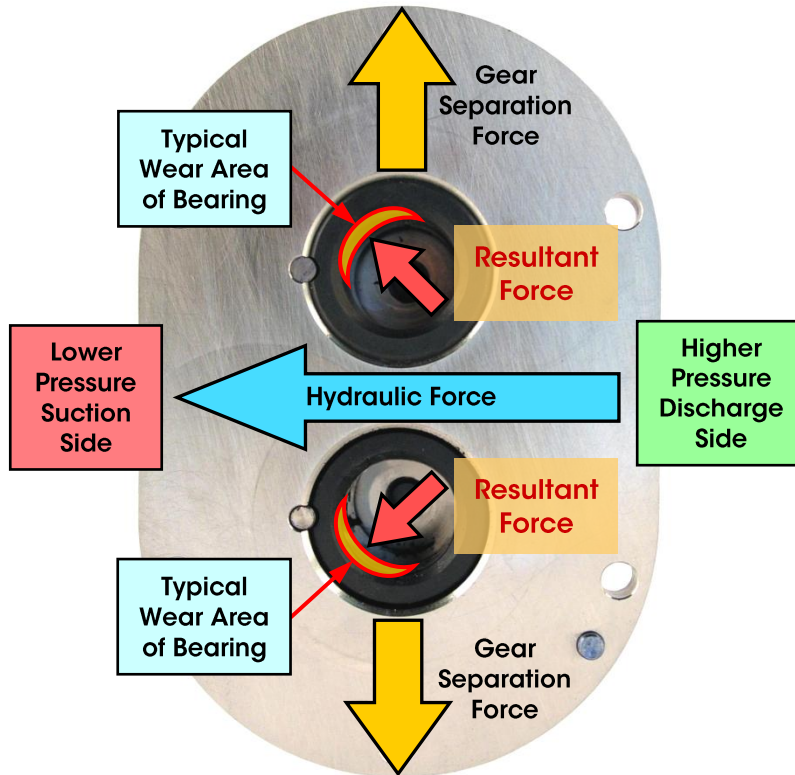 Gear
Separation
Force
Typical
Wear Area
of Bearing
Resultant
Force
Lower
Pressure
Suction
Side
Hydraulic Force
Higher
Pressure
Discharge
Side
Resultant
Force
Typical
Wear Area
of Bearing
Gear
Separation
Force